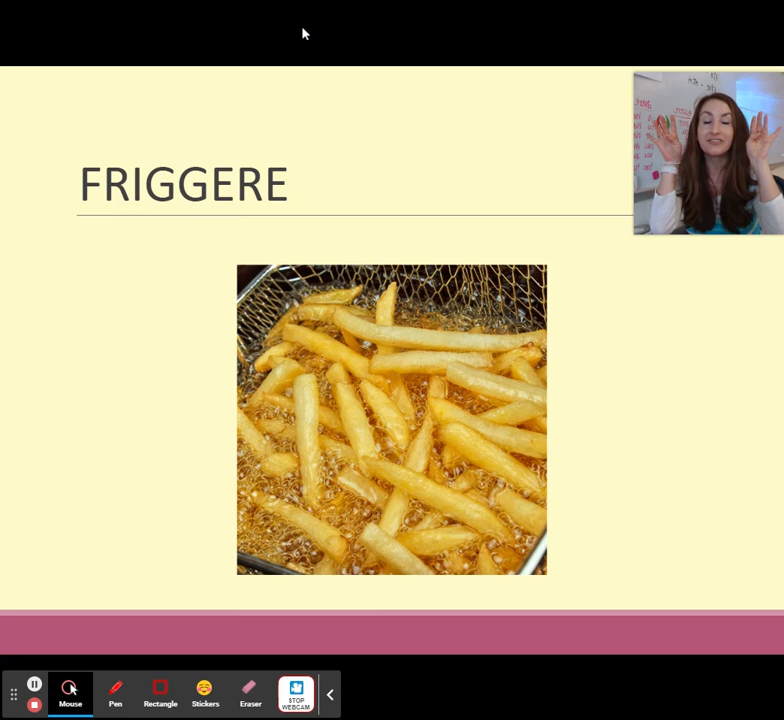 FRIGGERE
Mouse
Pen
Rectangle
Stickers
Eraser
STOP
WEBCAM